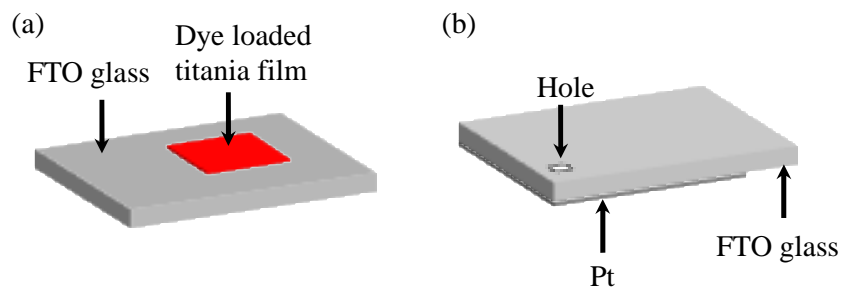 (a)
Dye loaded
titania film
FTO glass
(b)
Hole
FTO glass
Pt